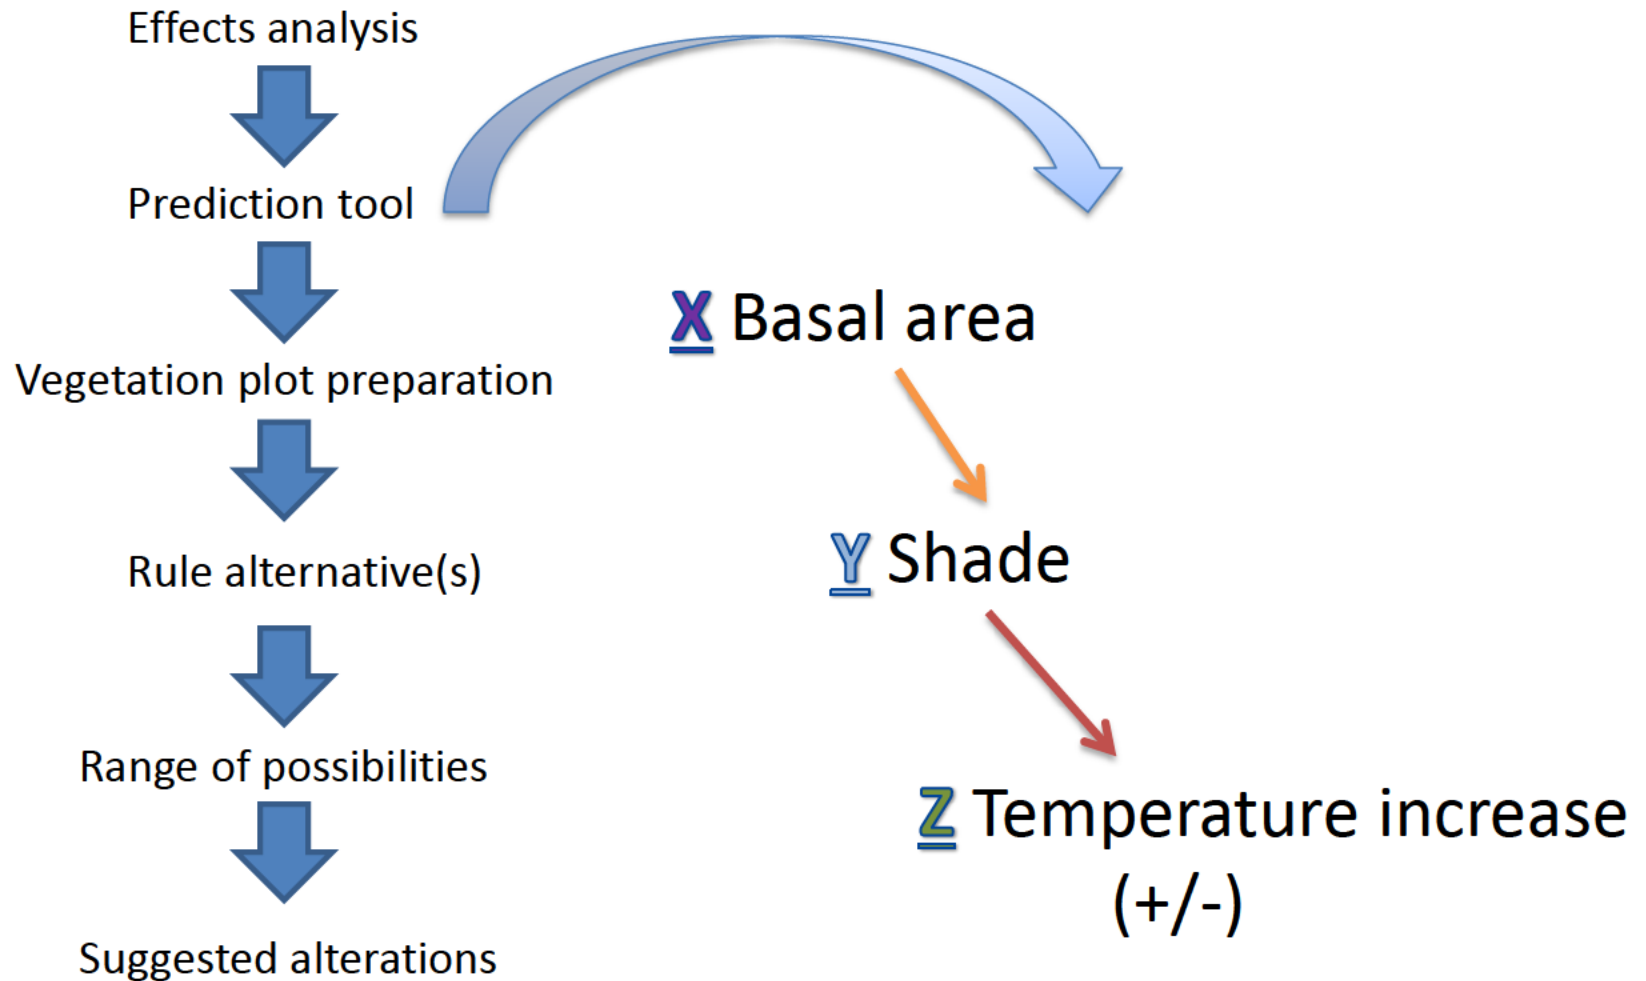 Effects analysis
Prediction tool
Vegetation plot preparation
Rule alternative(s)
Range of possibilities
Suggested alterations
X Basal area
Y Shade
Z Temperature increase
(+/-)